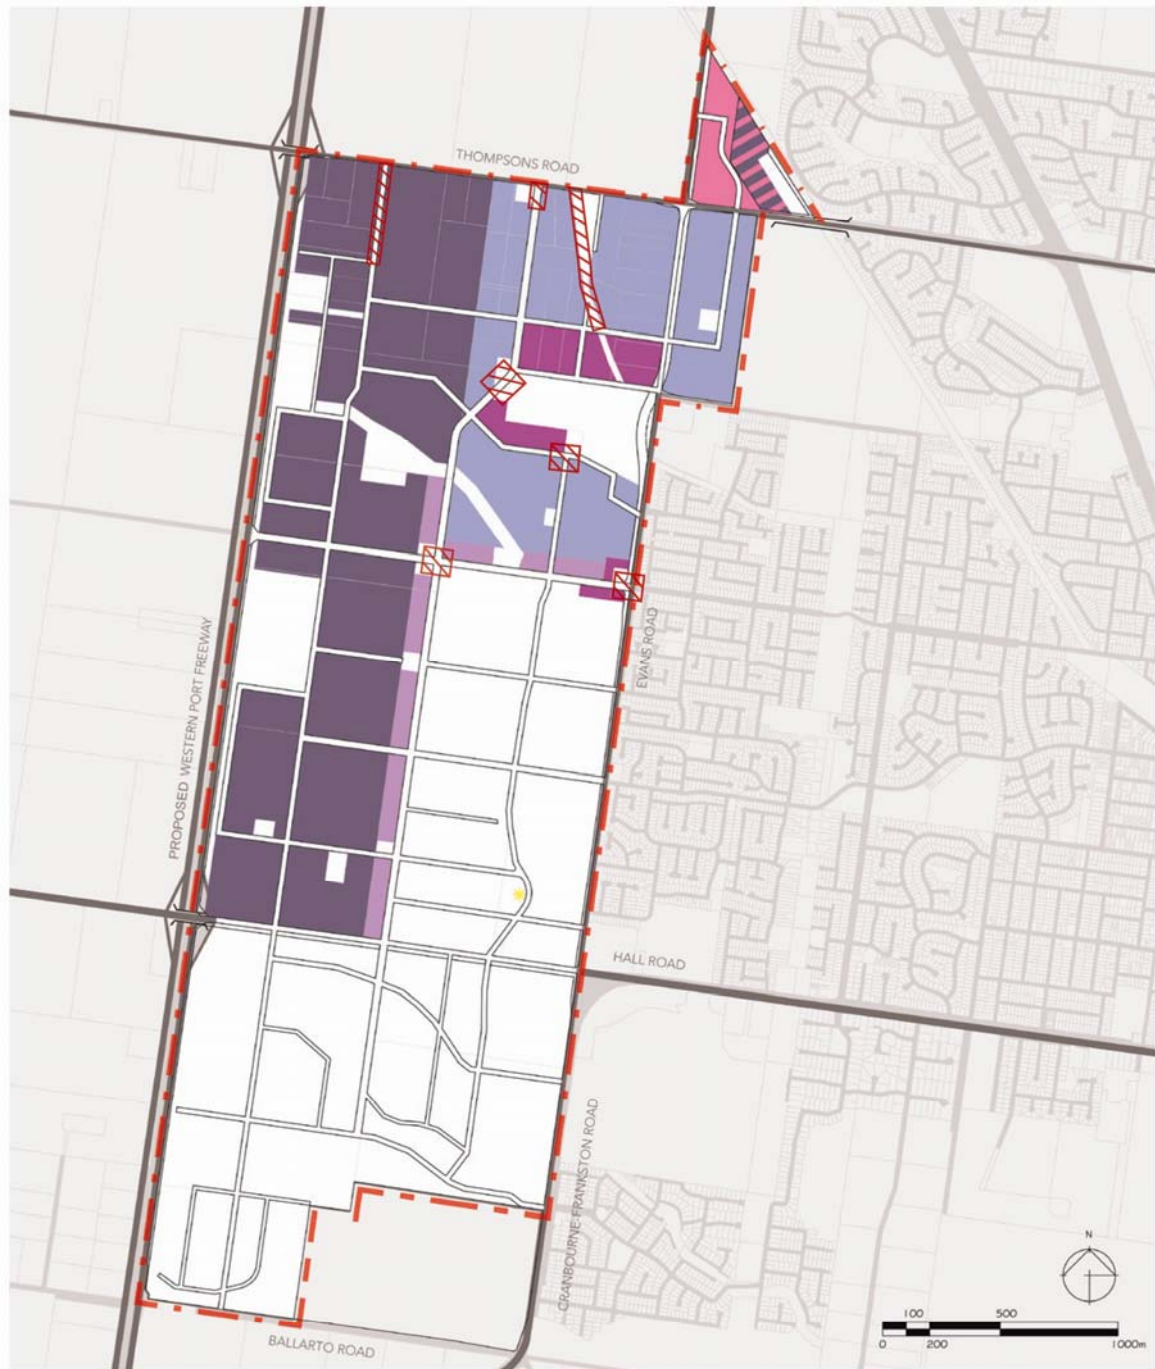 THOMPSONS ROAD
PROPOSED WESTERN PORT FREEWAY
EVANS ROAD
HALL ROAD
CRANBOURNE-FRANKSTON ROAD
BALLARTO ROAD
N
100 500
0 200 1000m